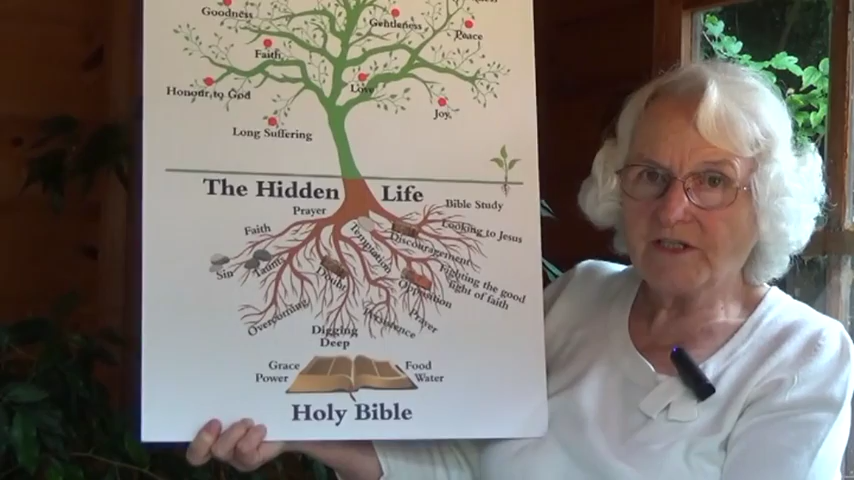 Goodness
Gentleness
Peace
Faith
Honour to God
Love
Joy
Long Suffering
The Hidden Life
Prayer
Bible Study
Faith
Looking to Jesus
Temptation
Discouragement
Sin
Taunts
Doubt
Fighting the good
fight of faith
Opposition
Overcoming
Persistence
Prayer
Digging
Deep
Grace
Power
Food
Water
Holy Bible